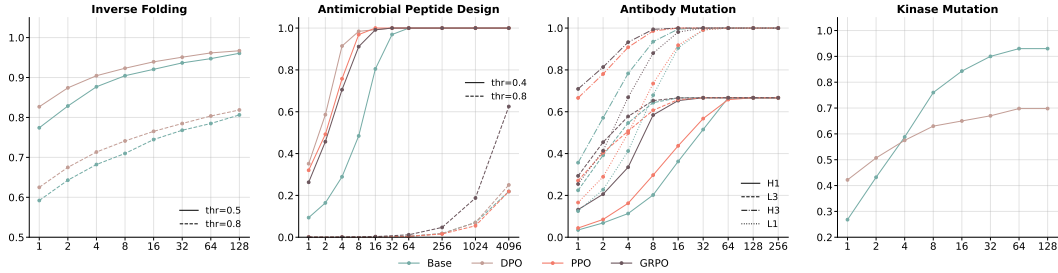 Inverse Folding
1.0
0.9
0.8
0.7
0.6
0.5
thr=0.5
thr=0.8
1 2 4 8 16 32 64 128
Antimicrobial Peptide Design
1.0
0.8
0.6
0.4
0.2
0.0
thr=0.4
thr=0.8
1 2 4 8 16 32 64 256 1024 4096
Antibody Mutation
1.0
0.8
0.6
0.4
0.2
0.0
H1
L3
H3
L1
1 2 4 8 16 32 64 128 256
Kinase Mutation
1.0
0.9
0.8
0.7
0.6
0.5
0.4
0.3
0.2
1 2 4 8 16 32 64 128
Base DPO PPO GRPO